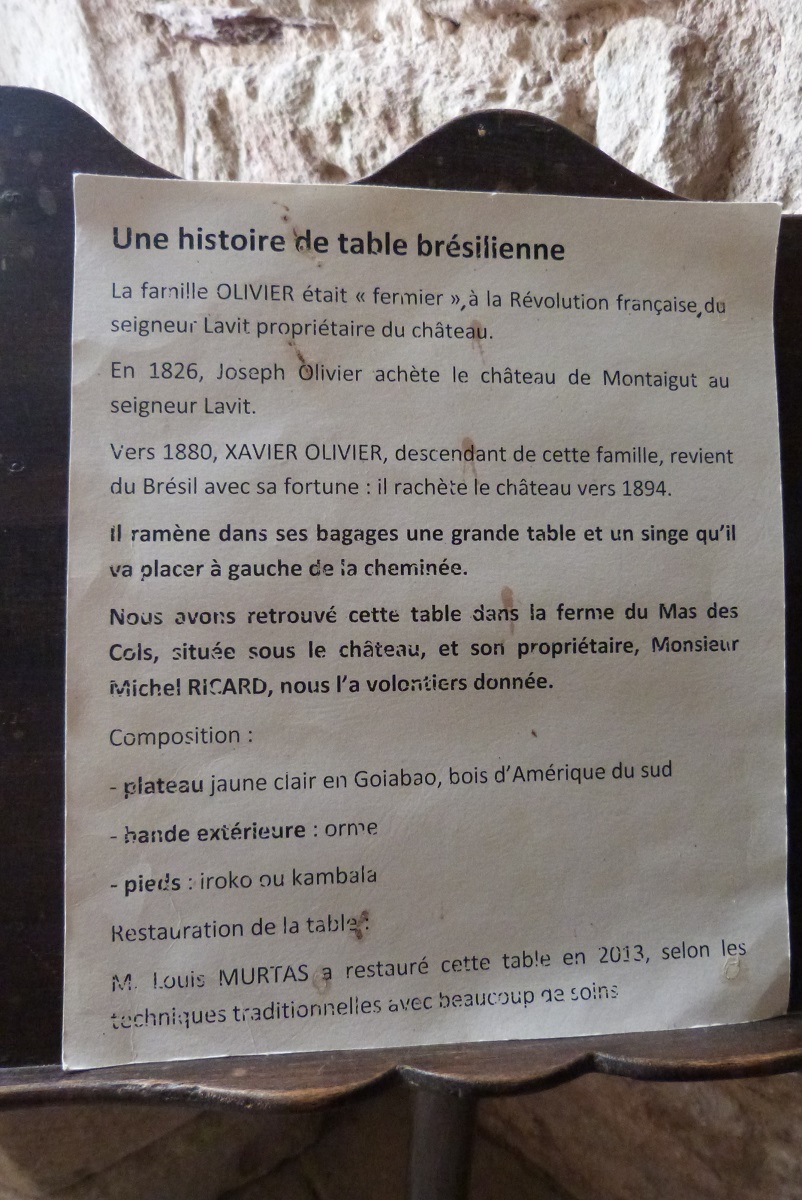 Une histoire de table brésilienne
La famille OLIVIER était « fermier », à la Révolution française, du
seigneur Lavit propriétaire du château.
En 1826, Joseph Olivier achète le château de Montaigut au
seigneur Lavit.
Vers 1880, XAVIER OLIVIER, descendant de cette famille, revient
du Brésil avec sa fortune : il rachète le château vers 1894.
Il ramène dans ses bagages une grande table et un singe qu'il
va placer à gauche de la cheminée.
Nous avons retrouvé cette table dans la ferme du Mas des
Cols, située sous le château, et son propriétaire, Monsieur
Michel RICARD, nous l'a volontiers donnée.
Composition :
- plateau jaune clair en Goiabao, bois d'Amérique du sud
- bande extérieure : orme
- pieds : iroko ou kambala
Restauration de la table :
M. Louis MURTAS a restauré cette table en 2013, selon les
techniques traditionnelles avec beaucoup de soins